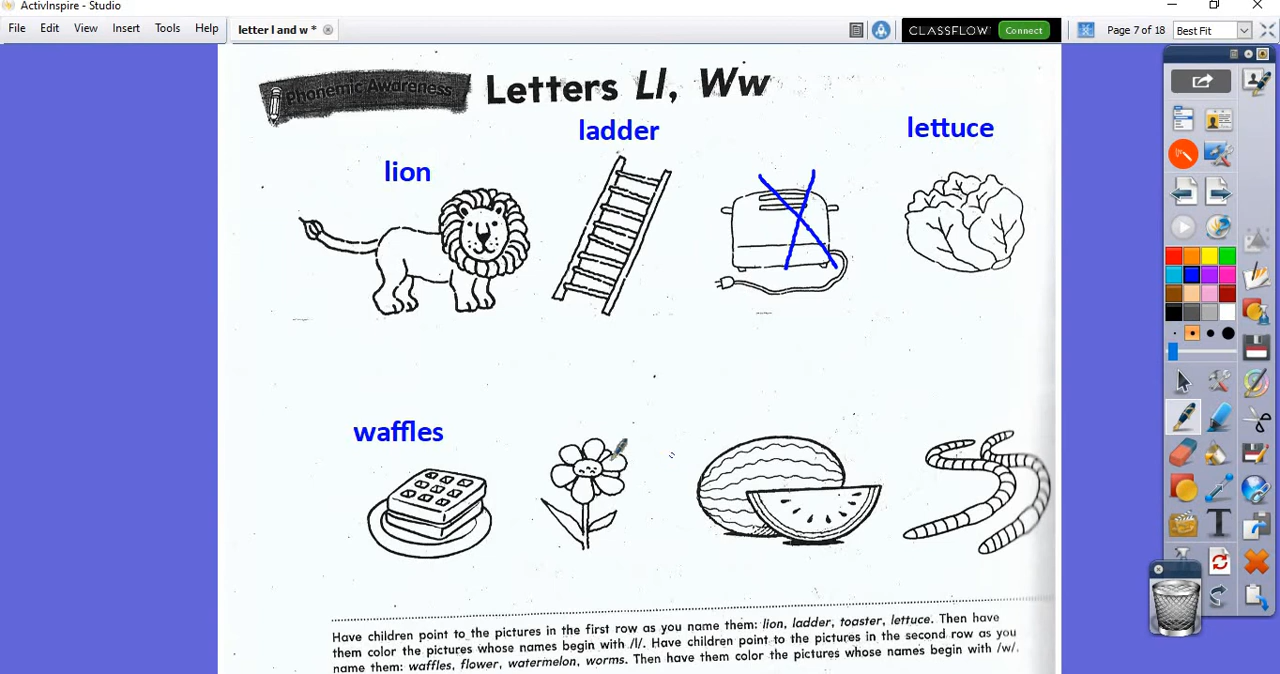 ActivInspire - Studio
File Edit View Insert Tools Help
letter l and w *
CLASSFLOW Connect
Page 7 of 18
Best Fit
Phonemic Awareness
Letters Ll, Ww
lion
ladder
lettuce
waffles
T
Have children point to the pictures in the first row as you name them: lion, ladder, toaster, lettuce. Then have
them color the pictures whose names begin with /l/. Have children point to the pictures in the second row as you
name them: waffles, flower, watermelon, worms. Then have them color the pictures whose names begin with /w/.